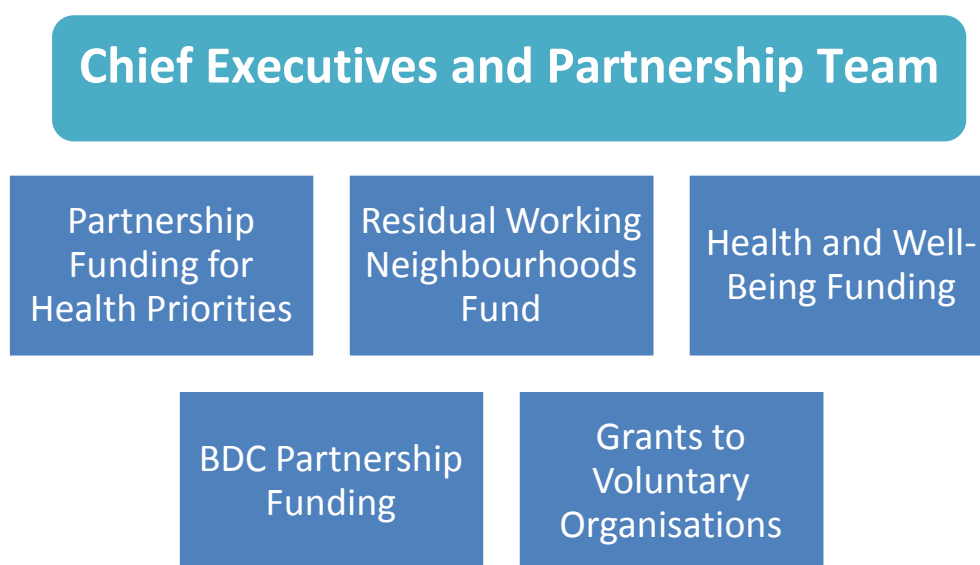 Chief Executives and Partnership Team
Partnership
Funding for
Health Priorities
Residual Working
Neighbourhoods
Fund
Health and Well-
Being Funding
BDC Partnership
Funding
Grants to
Voluntary
Organisations